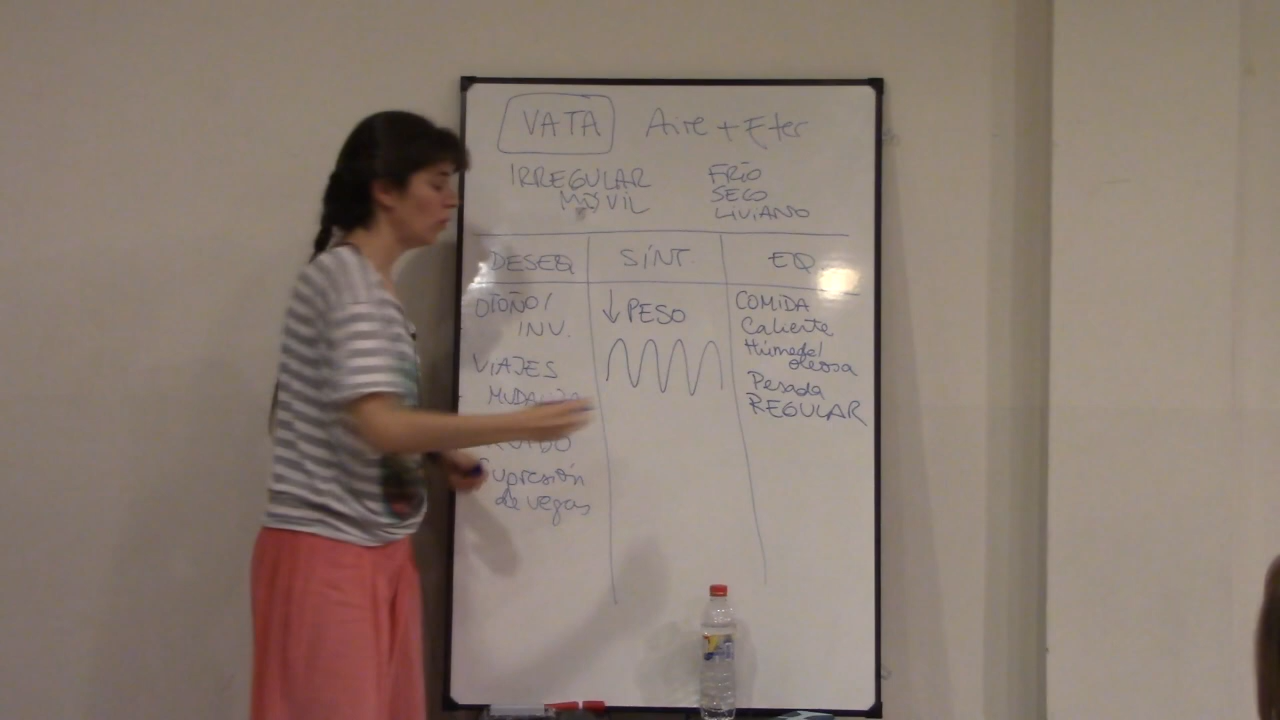 VATA Aire + Eter
IRREGULAR
MÓVIL
FRÍO
SECO
LIVIANO
DESEQ SÍNT. EQ
OTOÑO/
INV.
VIAJES
↓ PESO
COMIDA
Caliente
Húmeda/
oleosa
Pesada
REGULAR
Supresión
de vegas